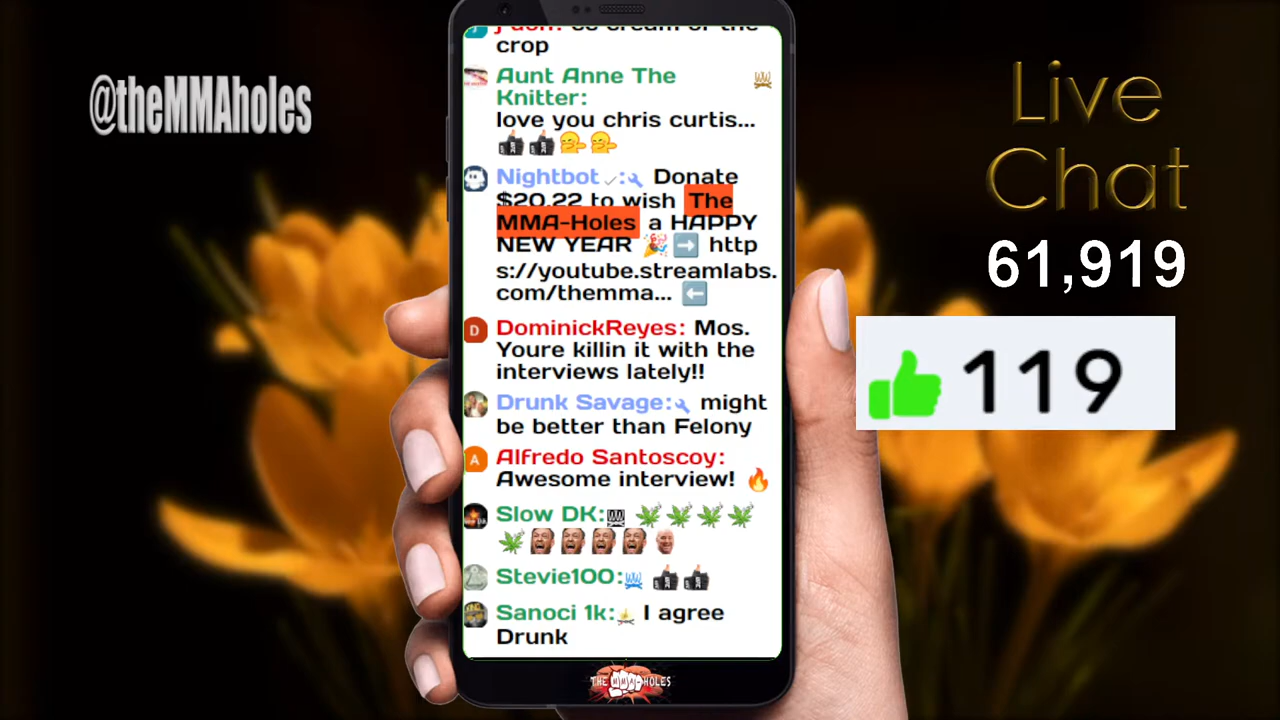 @theMMAholes
crop
Aunt Anne The
Knitter:
love you chris curtis...
Nightbot ✓: Donate
$20.22 to wish The
MMA-Holes a HAPPY
NEW YEAR 🎉 ➡️ http
s://youtube.streamlabs.
com/themma... ⬅️
D DominickReyes: Mos.
Youre killin it with the
interviews lately!!
Drunk Savage: might
be better than Felony
A Alfredo Santoscoy:
Awesome interview! 🔥
Slow DK:
Stevie100:
Sanoci 1k: I agree
Drunk
THE MMA-HOLES
Live
Chat
61,919
119